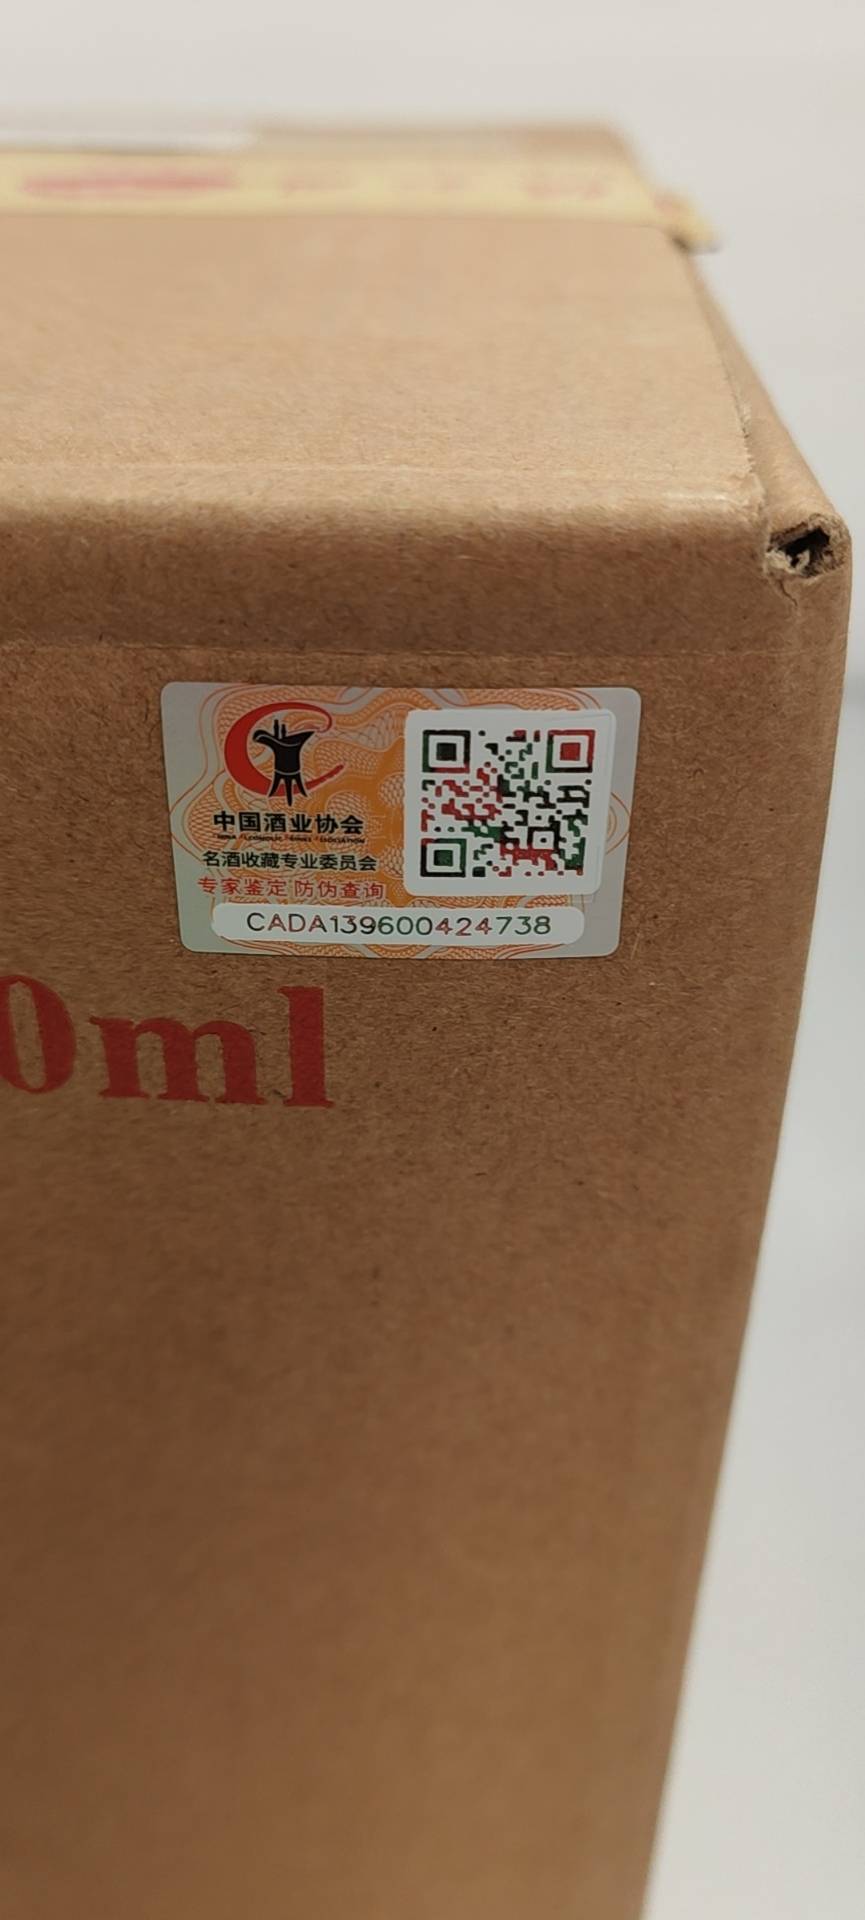 中国酒业协会
名酒收藏专业委员会
专家鉴定 防伪查询
CADA139600424738
0ml